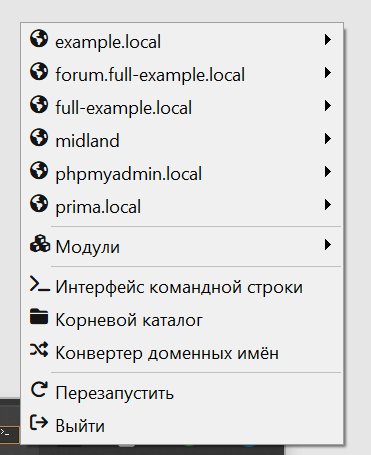 example.local
forum.full-example.local
full-example.local
midland
phpmyadmin.local
prima.local
Модули
Интерфейс командной строки
Корневой каталог
Конвертер доменных имён
Перезапустить
Выйти